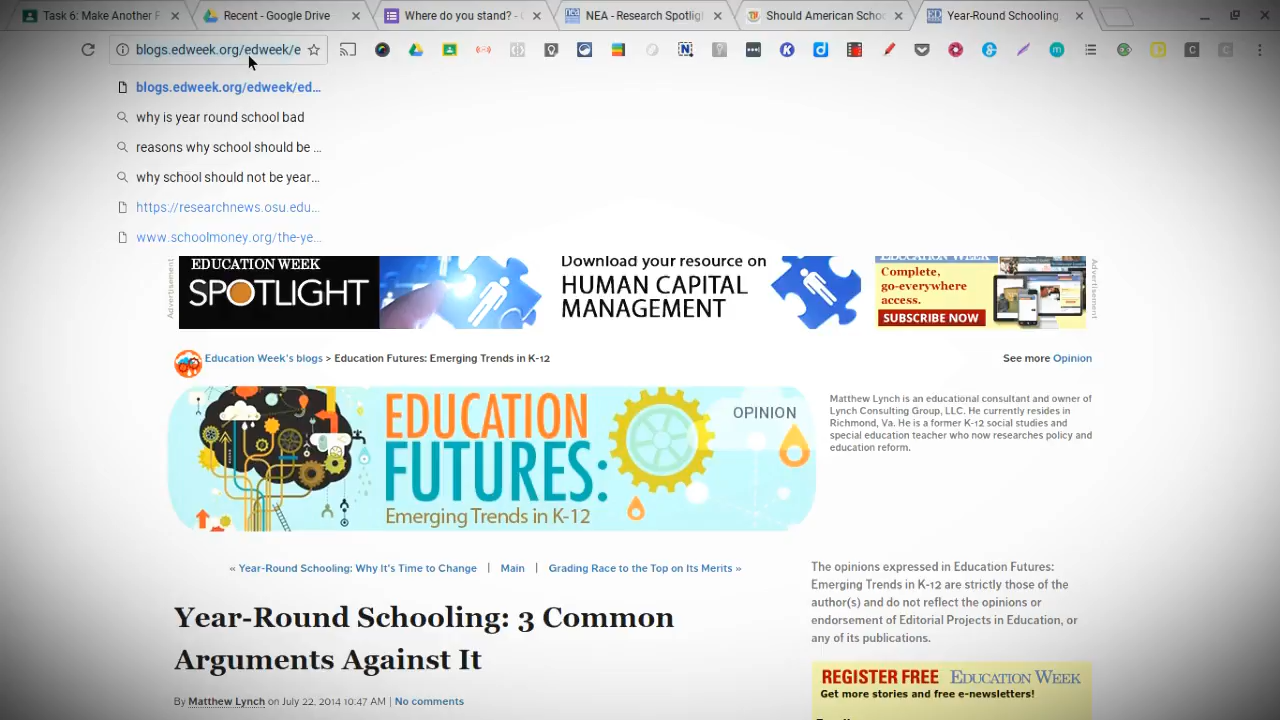 Task 6: Make Another F
Recent - Google Drive
Where do you stand? - G
NEA - Research Spotlig
Should American Schoo
Year-Round Schooling
blogs.edweek.org/edweek/e
blogs.edweek.org/edweek/ed...
why is year round school bad
reasons why school should be ...
why school should not be year...
https://researchnews.osu.edu...
www.schoolmoney.org/the-ye...
Advertisement
EDUCATION WEEK
SPOTLIGHT
Download your resource on
HUMAN CAPITAL
MANAGEMENT
EDUCATION WEEK
Complete,
go-everywhere
access.
SUBSCRIBE NOW
Advertisement
Education Week's blogs > Education Futures: Emerging Trends in K-12
See more Opinion
EDUCATION
FUTURES:
Emerging Trends in K-12
OPINION
Matthew Lynch is an educational consultant and owner of
Lynch Consulting Group, LLC. He currently resides in
Richmond, Va. He is a former K-12 social studies and
special education teacher who now researches policy and
education reform.
« Year-Round Schooling: Why It's Time to Change | Main | Grading Race to the Top on Its Merits »
Year-Round Schooling: 3 Common
Arguments Against It
By Matthew Lynch on July 22, 2014 10:47 AM | No comments
The opinions expressed in Education Futures:
Emerging Trends in K-12 are strictly those of the
author(s) and do not reflect the opinions or
endorsement of Editorial Projects in Education, or
any of its publications.
REGISTER FREE EDUCATION WEEK
Get more stories and free e-newsletters!